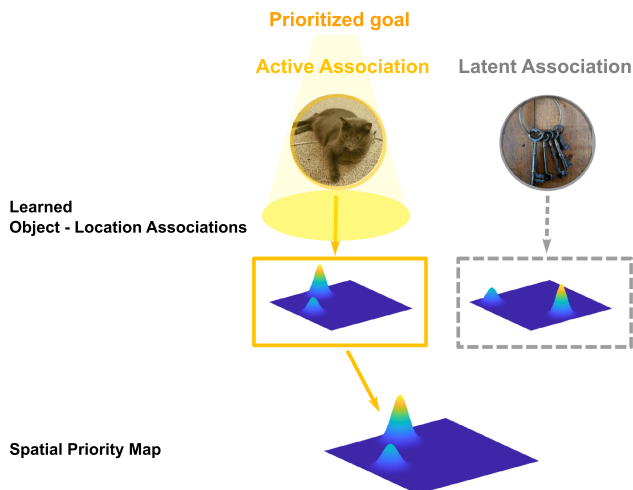 Prioritized goal
Active Association
Latent Association
Learned
Object - Location Associations
Spatial Priority Map